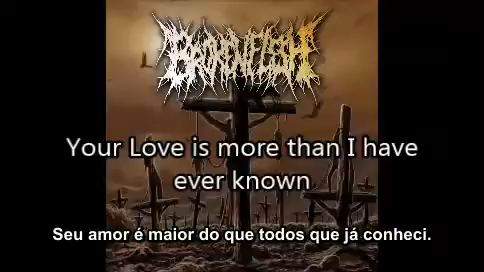 BROKEN FLESH
Your Love is more than I have
ever known
Seu amor é maior do que todos que já conheci.